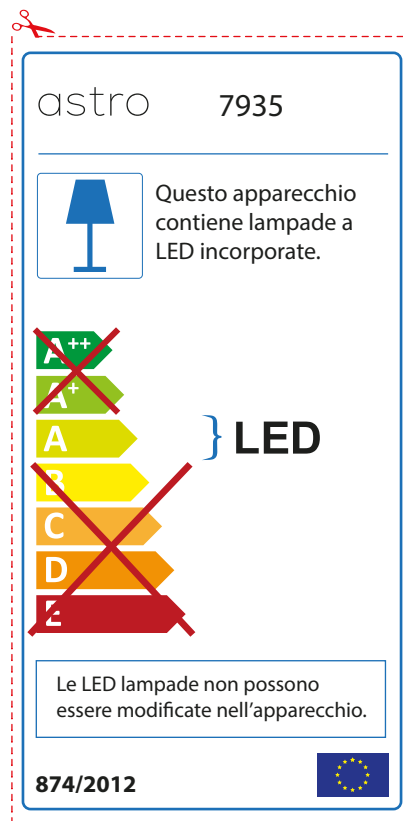 astro 7935
Questo apparecchio
contiene lampade a
LED incorporate.
A++
A+
A
} LED
B
C
D
E
Le LED lampade non possono
essere modificate nell'apparecchio.
874/2012